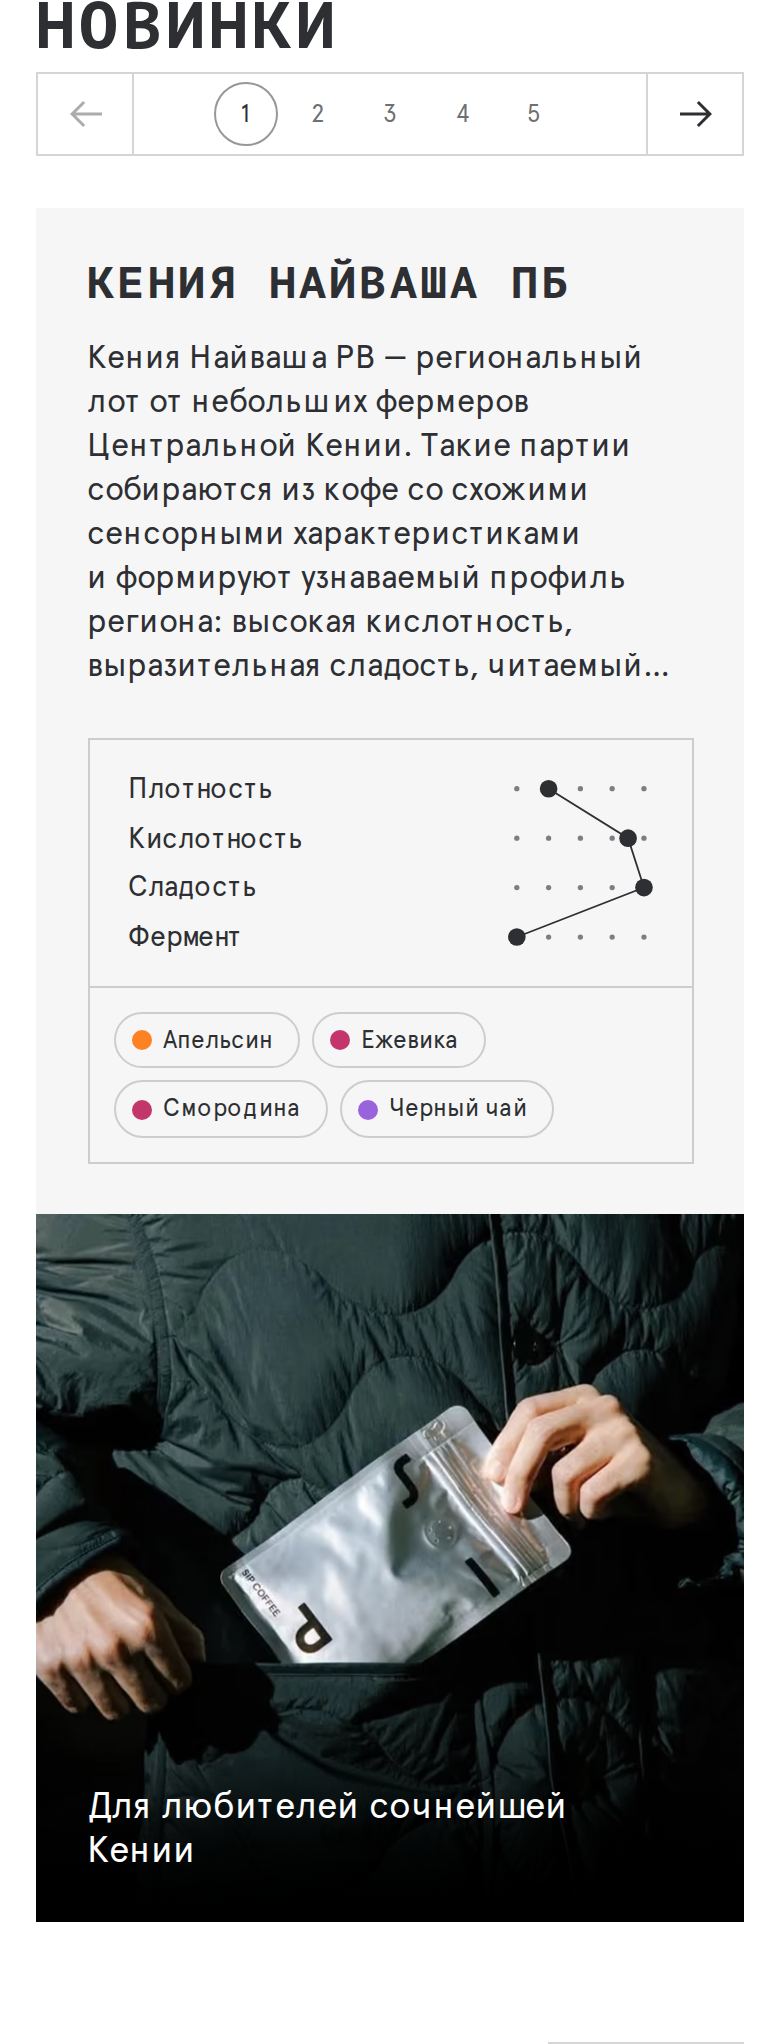 НОВИНКИ
1 2 3 4 5
КЕНИЯ НАЙВАША ПБ
Кения Найваша PB — региональный
лот от небольших фермеров
Центральной Кении. Такие партии
собираются из кофе со схожими
сенсорными характеристиками
и формируют узнаваемый профиль
региона: высокая кислотность,
выразительная сладость, читаемый...
Плотность
Кислотность
Сладость
Фермент
Апельсин Ежевика
Смородина Черный чай
S
I
P
SIP COFFEE
Для любителей сочнейшей
Кении